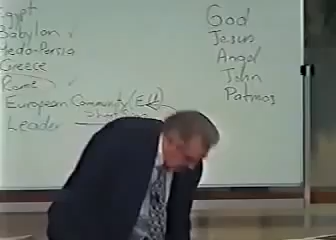 Egypt
Babylon
Medo-Persia
Greece
Rome
European Community (EU)
Leader
God
Jesus
Angel
John
Patmos